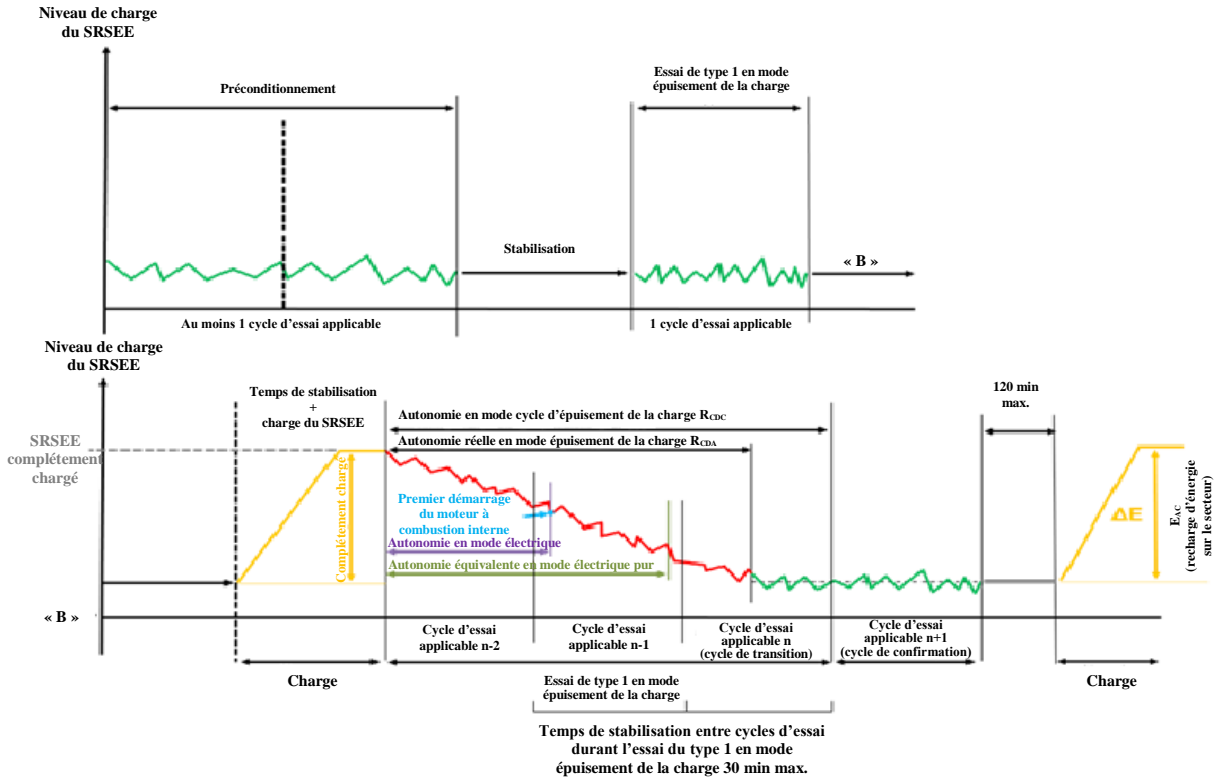 Niveau de charge
du SRSEE
Préconditionnement
Essai de type 1 en mode
épuisement de la charge
Stabilisation
« B »
Au moins 1 cycle d'essai applicable
1 cycle d'essai applicable
Niveau de charge
du SRSEE
Temps de stabilisation
+
charge du SRSEE
120 min
max.
Autonomie en mode cycle d'épuisement de la charge RCDC
Autonomie réelle en mode épuisement de la charge RCDA
SRSEE
complétement
chargé
Complétement chargé
Premier démarrage
du moteur à
combustion interne
Autonomie en mode électrique
Autonomie équivalente en mode électrique pur
ΔE
EAC
(recharge d'énergie
sur le secteur)
« B »
Cycle d'essai
applicable n-2
Cycle d'essai
applicable n-1
Cycle d'essai
applicable n
(cycle de transition)
Cycle d'essai
applicable n+1
(cycle de confirmation)
Charge
Essai de type 1 en mode
épuisement de la charge
Charge
Temps de stabilisation entre cycles d'essai
durant l'essai du type 1 en mode
épuisement de la charge 30 min max.